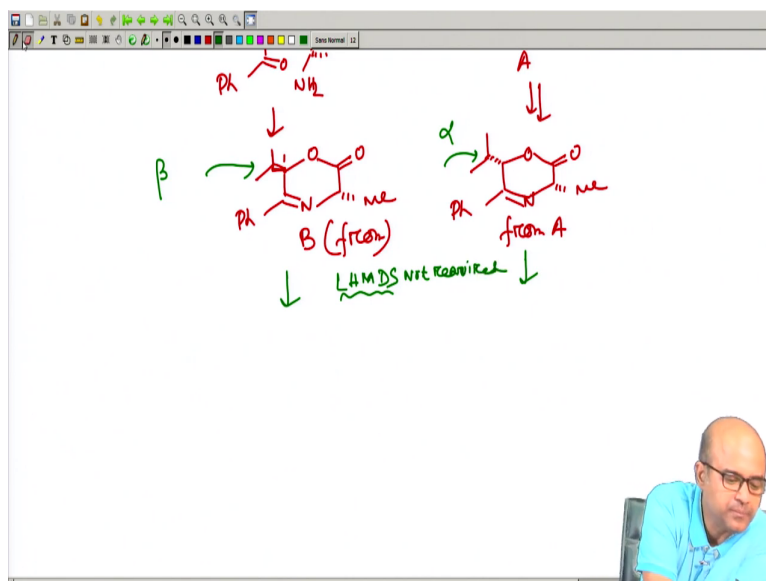 Sans Normal 12
Ph O NH2 A
β O O α O O
Ph N Me Ph N Me
B (from) from A
LHMDS Not Required